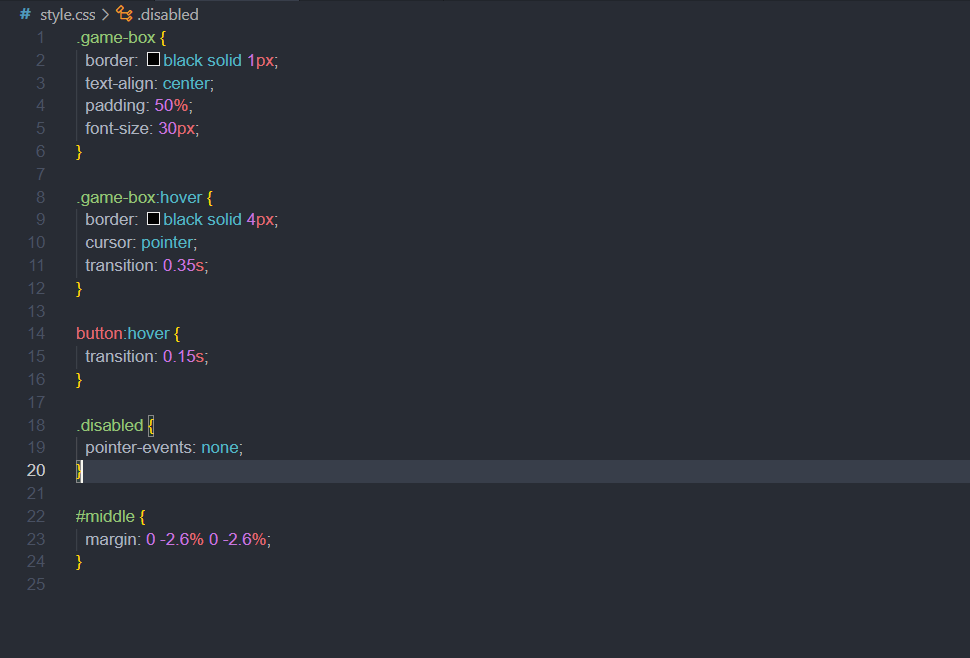 # style.css > .disabled
1 .game-box {
2 border: black solid 1px;
3 text-align: center;
4 padding: 50%;
5 font-size: 30px;
6 }
7
8 .game-box:hover {
9 border: black solid 4px;
10 cursor: pointer;
11 transition: 0.35s;
12 }
13
14 button:hover {
15 transition: 0.15s;
16 }
17
18 .disabled {
19 pointer-events: none;
20 }
21
22 #middle {
23 margin: 0 -2.6% 0 -2.6%;
24 }
25